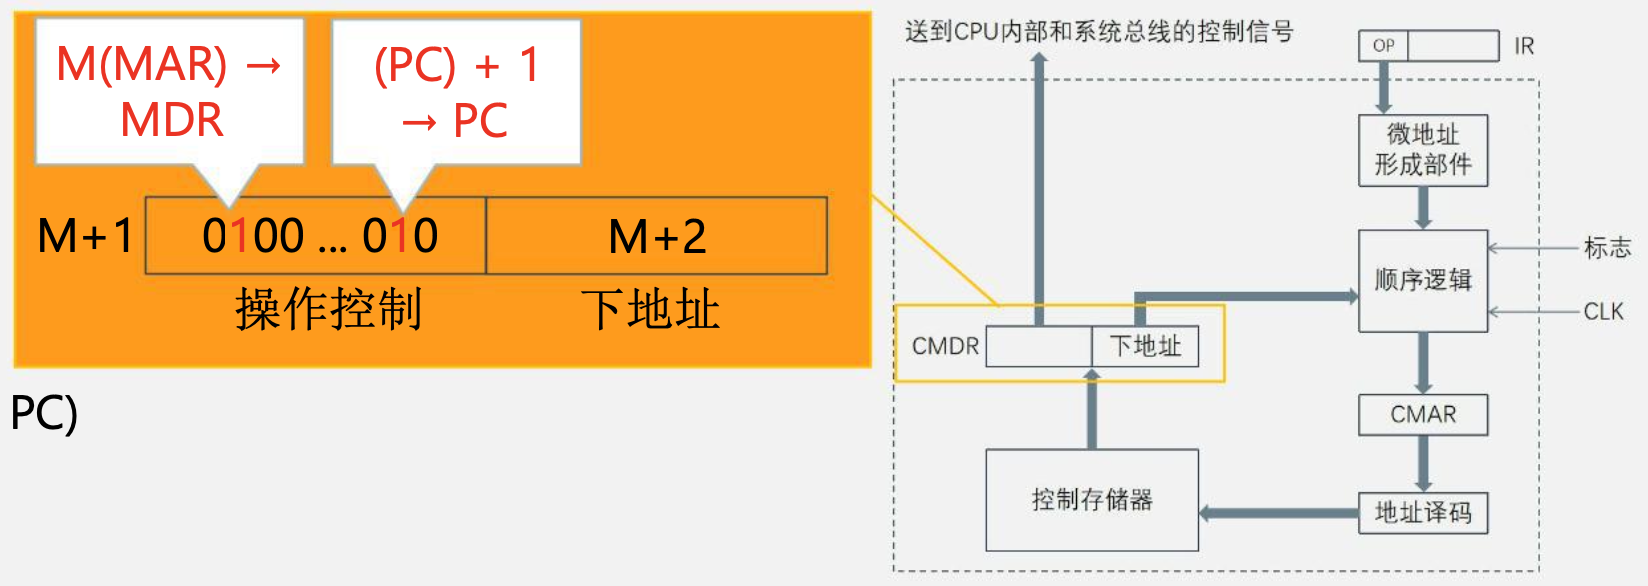 M(MAR) →
MDR
(PC) + 1
→ PC
M+1
0100 ... 010
M+2
操作控制
下地址
PC)
送到CPU内部和系统总线的控制信号
OP
IR
微地址
形成部件
顺序逻辑
标志
CLK
CMDR
下地址
CMAR
控制存储器
地址译码